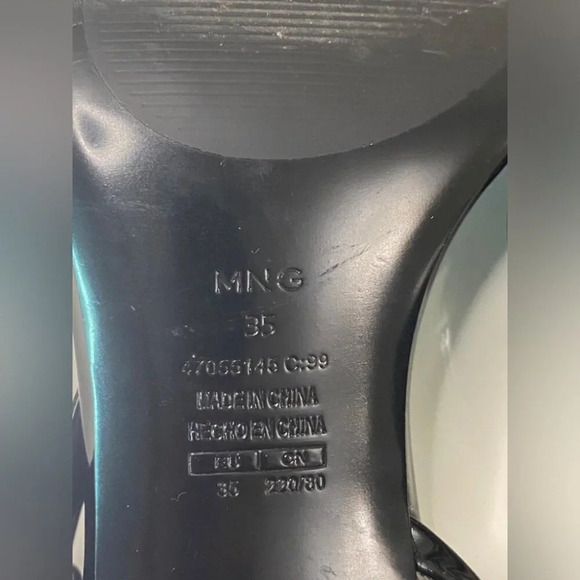 MNG
35
47055145 C:99
MADE IN CHINA
HECHO EN CHINA
EU | CN
35 220/80